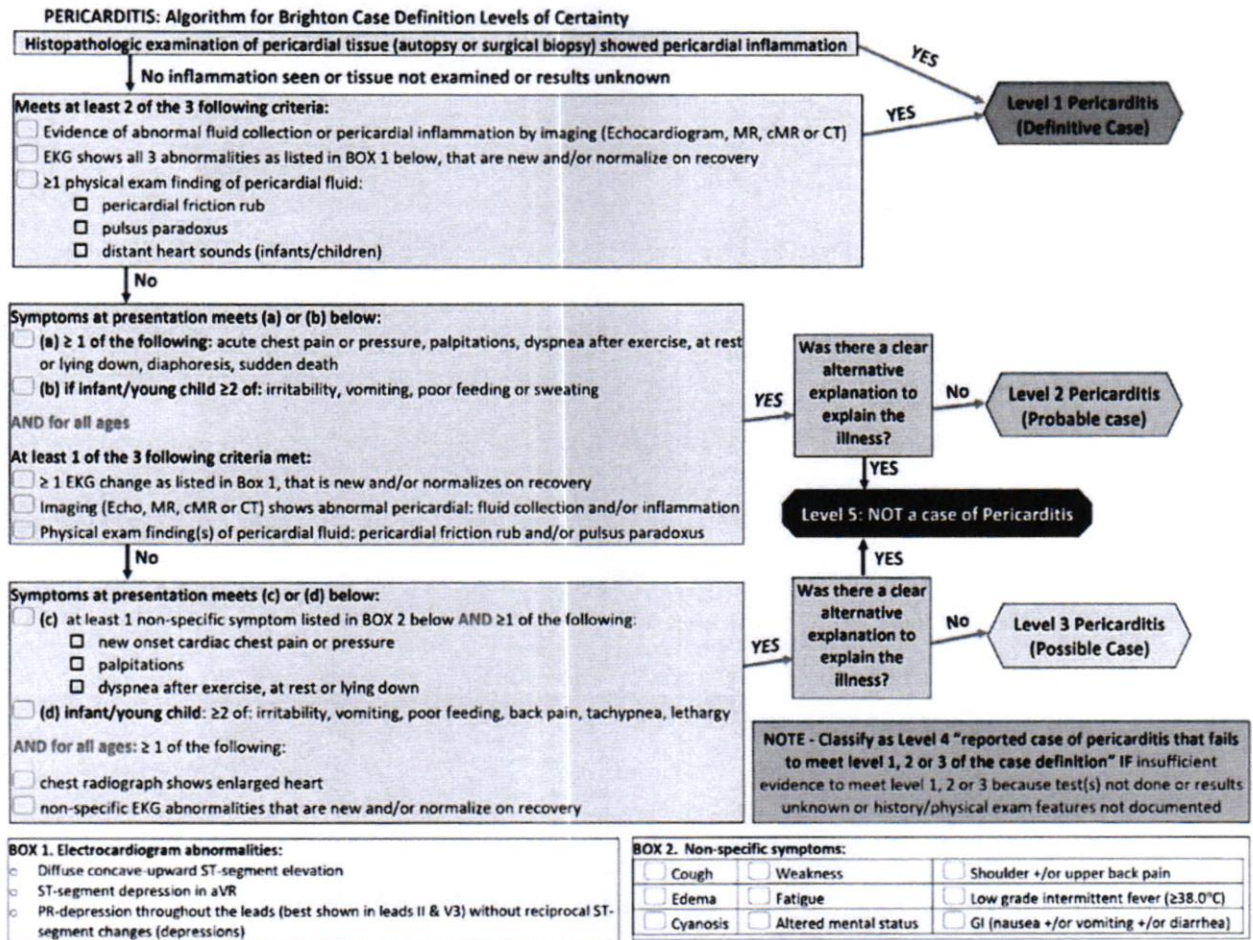 PERICARDITIS: Algorithm for Brighton Case Definition Levels of Certainty
Histopathologic examination of pericardial tissue (autopsy or surgical biopsy) showed pericardial inflammation
YES
No inflammation seen or tissue not examined or results unknown
Meets at least 2 of the 3 following criteria:
Evidence of abnormal fluid collection or pericardial inflammation by imaging (Echocardiogram, MR, cMR or CT)
EKG shows all 3 abnormalities as listed in BOX 1 below, that are new and/or normalize on recovery
≥1 physical exam finding of pericardial fluid:
pericardial friction rub
pulsus paradoxus
distant heart sounds (infants/children)
YES
Level 1 Pericarditis
(Definitive Case)
No
Symptoms at presentation meets (a) or (b) below:
(a) ≥ 1 of the following: acute chest pain or pressure, palpitations, dyspnea after exercise, at rest
or lying down, diaphoresis, sudden death
(b) if infant/young child ≥2 of: irritability, vomiting, poor feeding or sweating
AND for all ages
At least 1 of the 3 following criteria met:
≥ 1 EKG change as listed in Box 1, that is new and/or normalizes on recovery
Imaging (Echo, MR, cMR or CT) shows abnormal pericardial: fluid collection and/or inflammation
Physical exam finding(s) of pericardial fluid: pericardial friction rub and/or pulsus paradoxus
YES
Was there a clear
alternative
explanation to
explain the
illness?
No
Level 2 Pericarditis
(Probable case)
YES
Level 5: NOT a case of Pericarditis
No
Symptoms at presentation meets (c) or (d) below:
(c) at least 1 non-specific symptom listed in BOX 2 below AND ≥1 of the following:
new onset cardiac chest pain or pressure
palpitations
dyspnea after exercise, at rest or lying down
(d) infant/young child: ≥2 of: irritability, vomiting, poor feeding, back pain, tachypnea, lethargy
AND for all ages: ≥ 1 of the following:
chest radiograph shows enlarged heart
non-specific EKG abnormalities that are new and/or normalize on recovery
YES
YES
Was there a clear
alternative
explanation to
explain the
illness?
No
Level 3 Pericarditis
(Possible Case)
NOTE - Classify as Level 4 "reported case of pericarditis that fails
to meet level 1, 2 or 3 of the case definition" IF insufficient
evidence to meet level 1, 2 or 3 because test(s) not done or results
unknown or history/physical exam features not documented
BOX 1. Electrocardiogram abnormalities:
Diffuse concave-upward ST-segment elevation
ST-segment depression in aVR
PR-depression throughout the leads (best shown in leads II & V3) without reciprocal ST-
segment changes (depressions)
BOX 2. Non-specific symptoms:
Cough Weakness Shoulder +/or upper back pain
Edema Fatigue Low grade intermittent fever (≥38.0°C)
Cyanosis Altered mental status GI (nausea +/or vomiting +/or diarrhea)